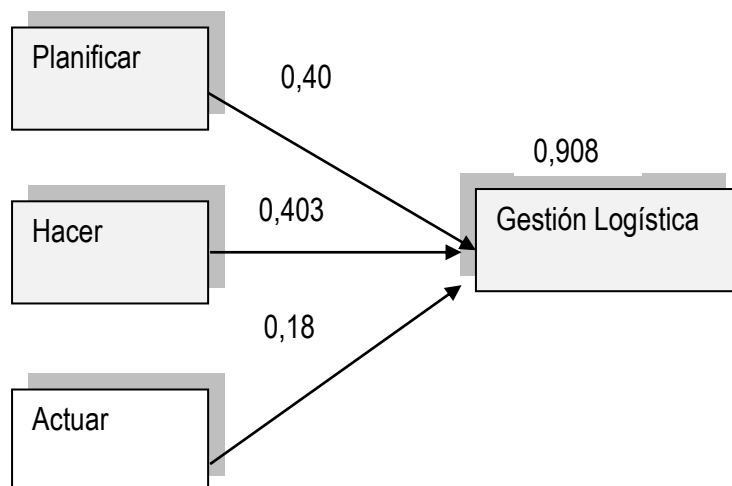 Planificar
0,40
0,908
Hacer
0,403
Gestión Logística
0,18
Actuar